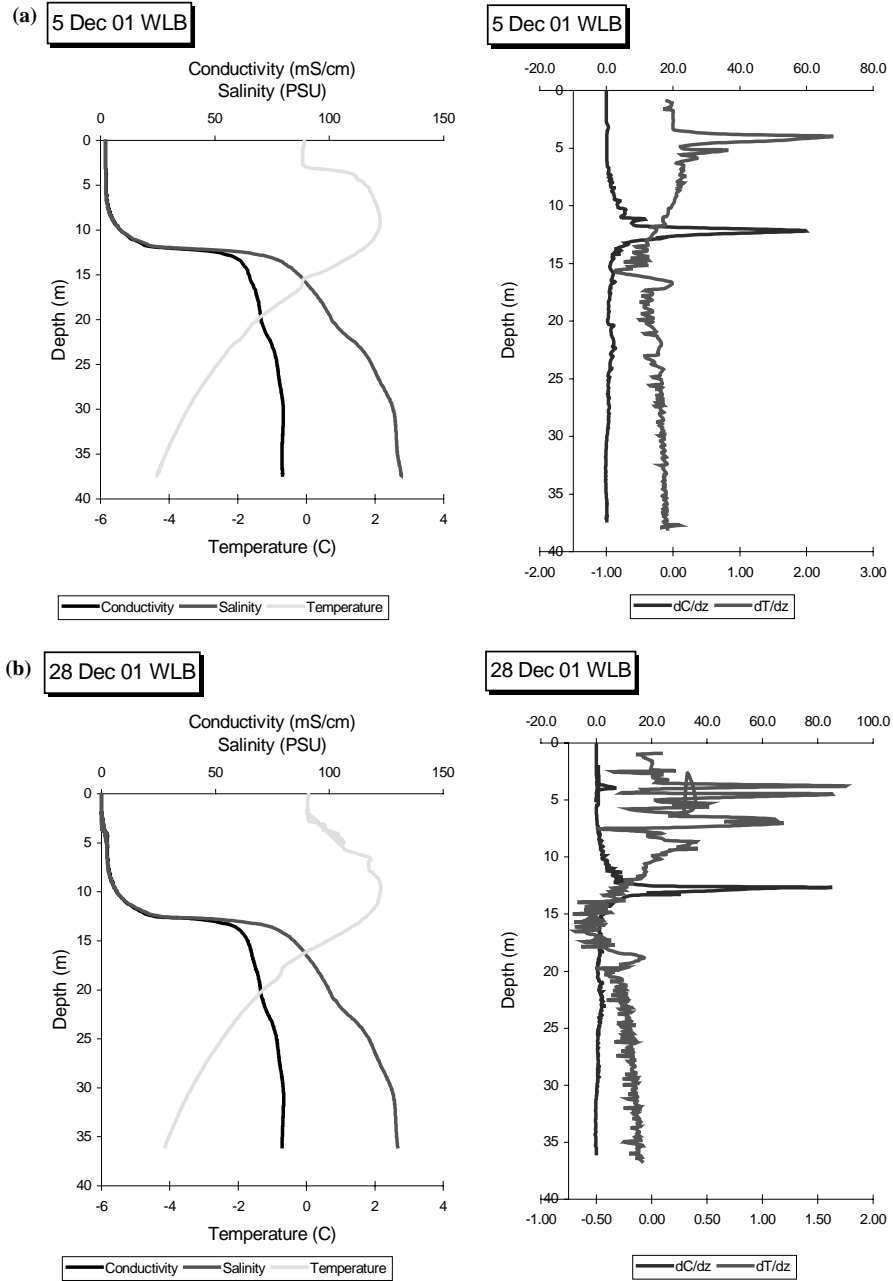 (a)
5 Dec 01 WLB
Conductivity (mS/cm)
Salinity (PSU)
0 50 100 150
0
5
10
15
20
25
30
35
40
Depth (m)
-6 -4 -2 0 2 4
Temperature (C)
Conductivity Salinity Temperature
5 Dec 01 WLB
-20.0 0.0 20.0 40.0 60.0 80.0
0
5
10
15
20
25
30
35
40
Depth (m)
-2.00 -1.00 0.00 1.00 2.00 3.00
dC/dz dT/dz
(b)
28 Dec 01 WLB
Conductivity (mS/cm)
Salinity (PSU)
0 50 100 150
0
5
10
15
20
25
30
35
40
Depth (m)
-6 -4 -2 0 2 4
Temperature (C)
Conductivity Salinity Temperature
28 Dec 01 WLB
-20.0 0.0 20.0 40.0 60.0 80.0 100.0
0
5
10
15
20
25
30
35
40
Depth (m)
-1.00 -0.50 0.00 0.50 1.00 1.50 2.00
dC/dz dT/dz